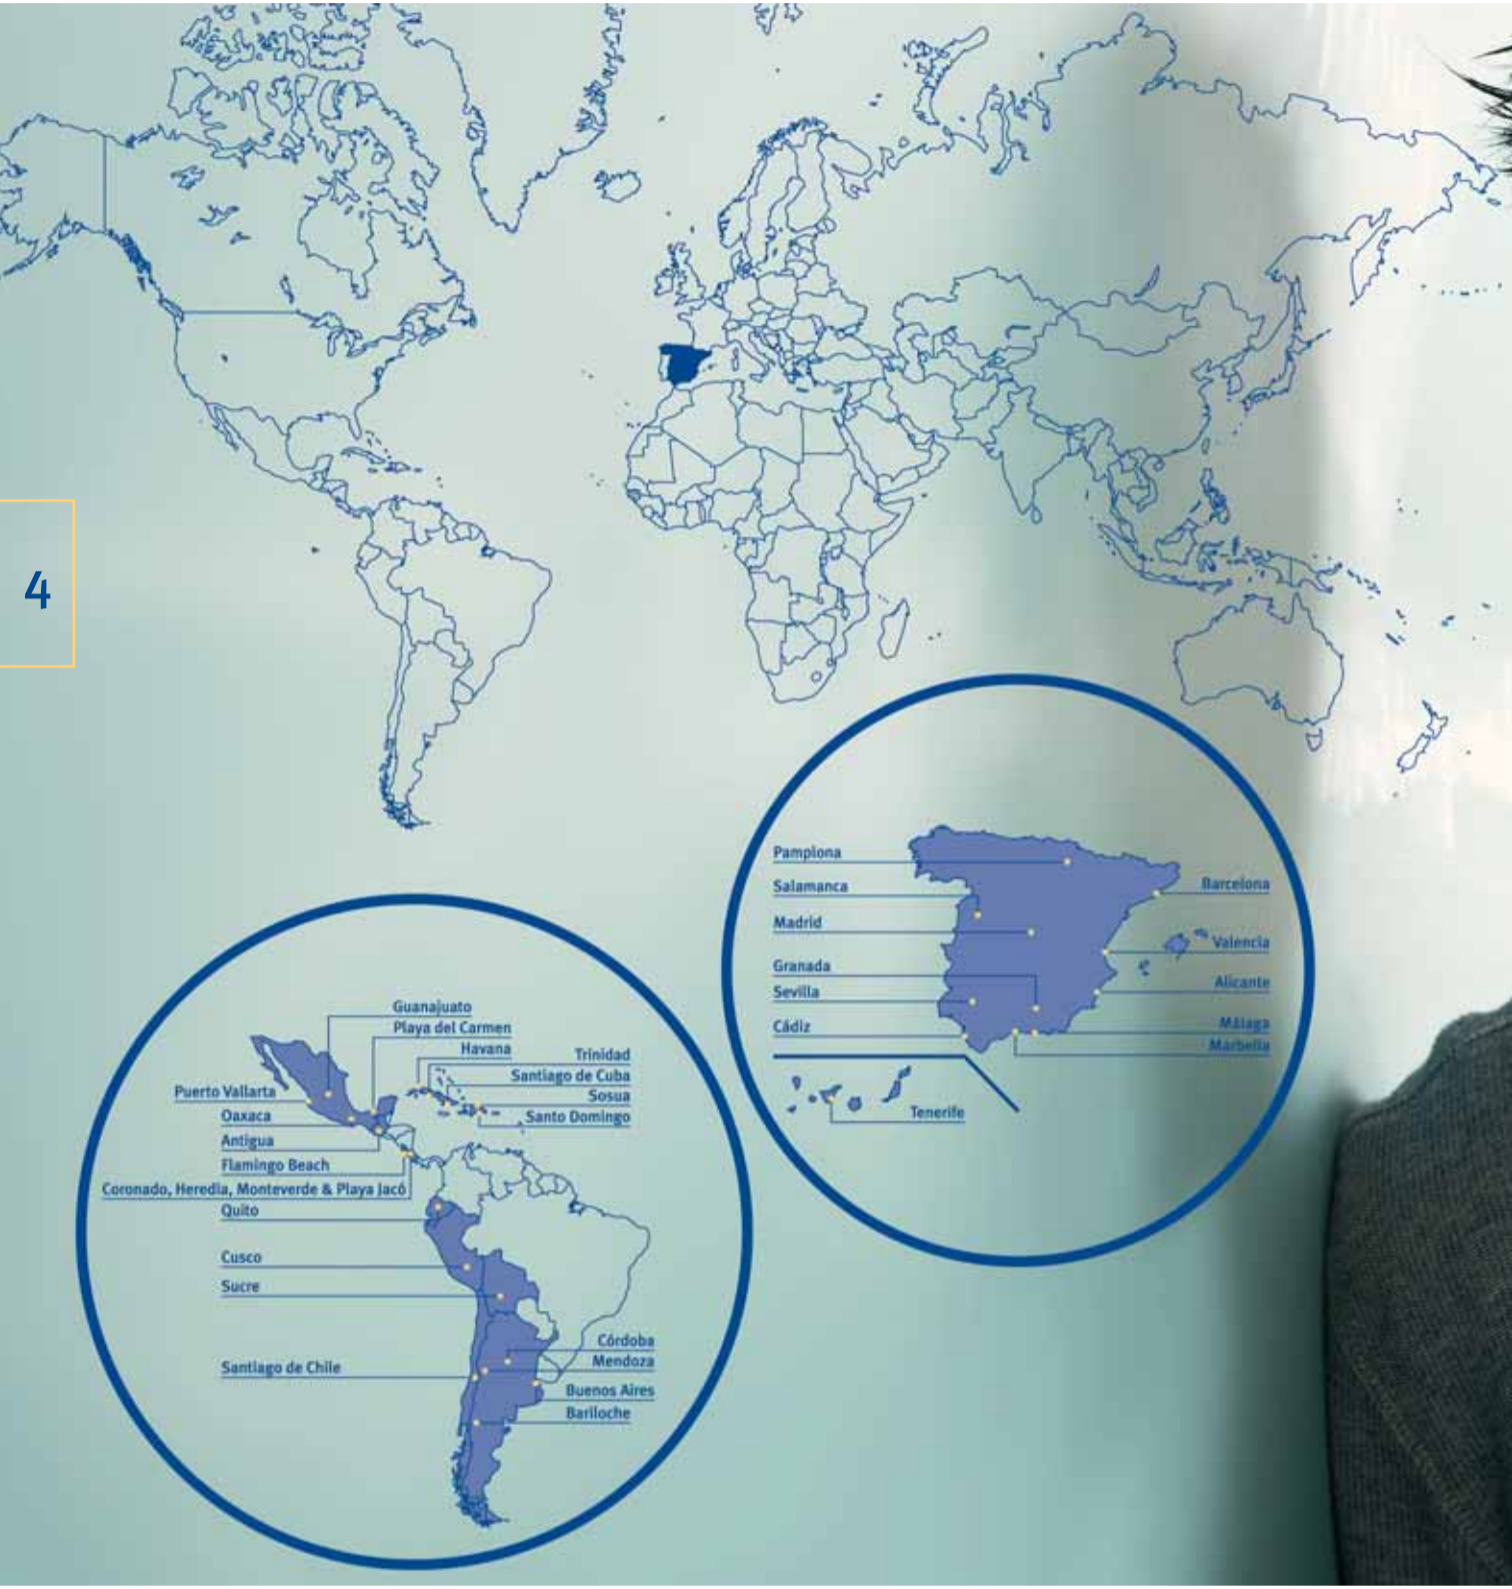 4
Pamplona
Salamanca
Madrid
Granada
Sevilla
Cádiz
Barcelona
Valencia
Alicante
Málaga
Marbella
Tenerife
Guanajuato
Playa del Carmen
Havana
Trinidad
Santiago de Cuba
Sosua
Santo Domingo
Puerto Vallarta
Oaxaca
Antigua
Flamingo Beach
Coronado, Heredia, Monteverde & Playa Jacó
Quito
Cusco
Sucre
Santiago de Chile
Córdoba
Mendoza
Buenos Aires
Bariloche